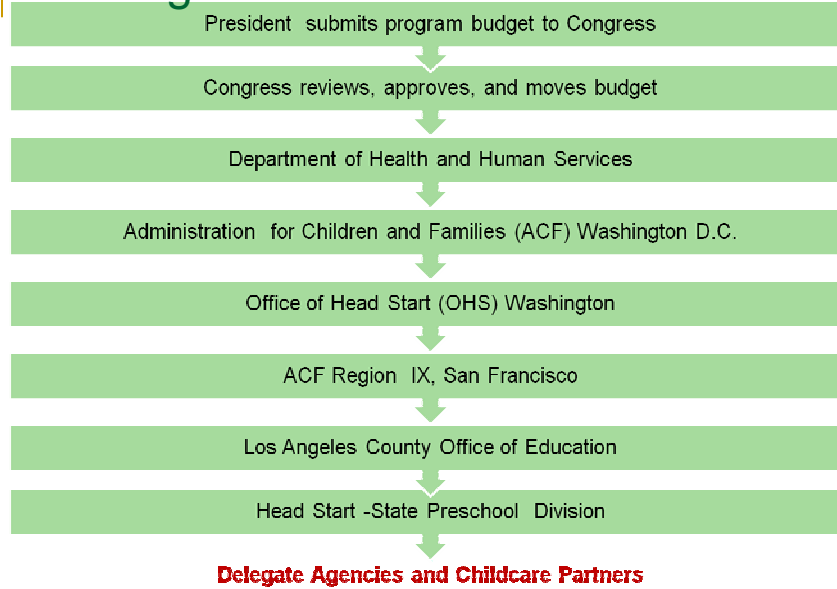 President submits program budget to Congress
Congress reviews, approves, and moves budget
Department of Health and Human Services
Administration for Children and Families (ACF) Washington D.C.
Office of Head Start (OHS) Washington
ACF Region IX, San Francisco
Los Angeles County Office of Education
Head Start -State Preschool Division
Delegate Agencies and Childcare Partners